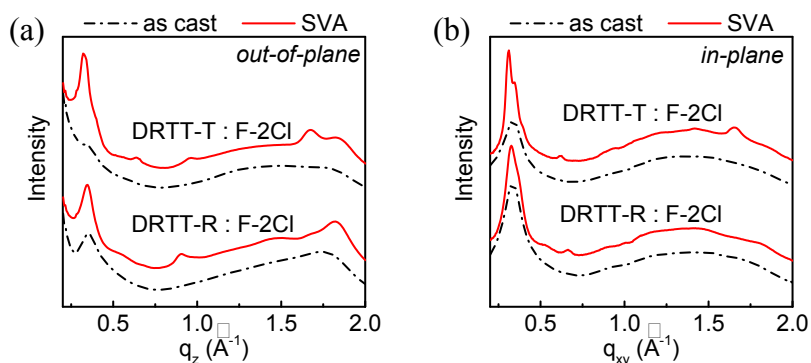 as cast SVA as cast SVA
(a) out-of-plane (b) in-plane
DRTT-T : F-2Cl DRTT-T : F-2Cl
Intensity Intensity
DRTT-R : F-2Cl DRTT-R : F-2Cl
0.5 1.0 1.5 2.0 0.5 1.0 1.5 2.0
q_z (Å^-1) q_xy (Å^-1)